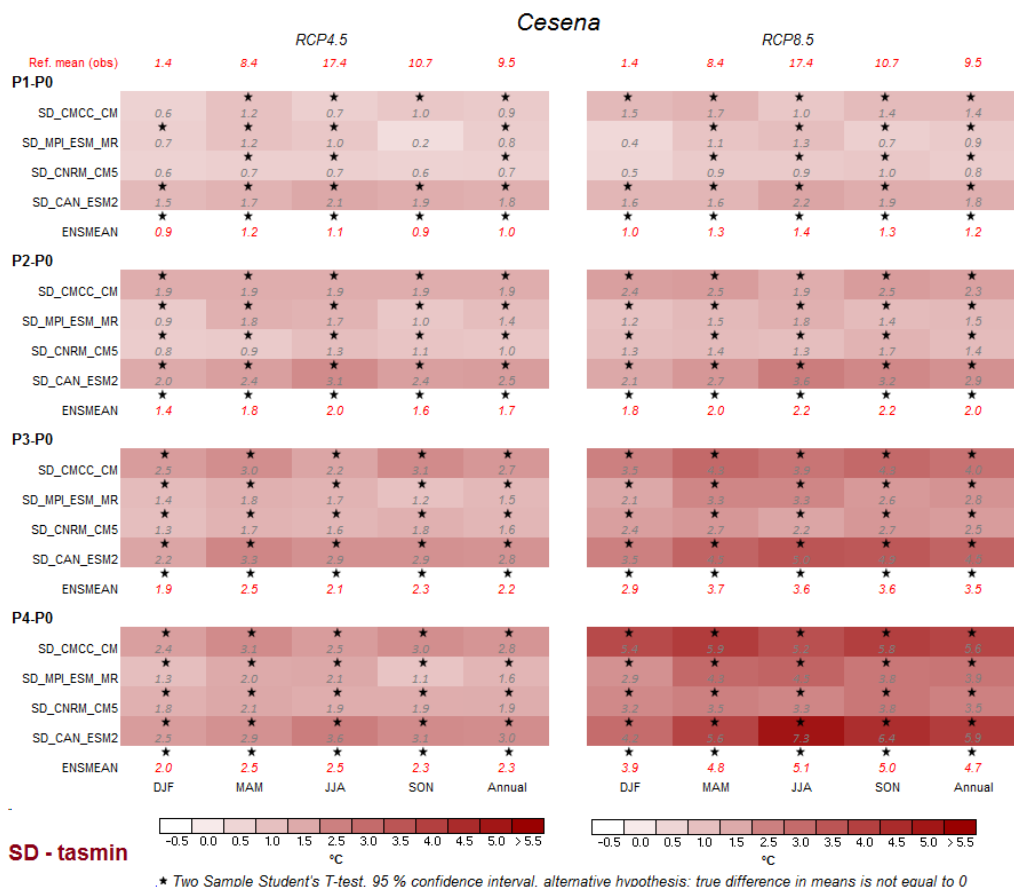 Cesena
RCP4.5 RCP8.5
Ref. mean (obs) 1.4 8.4 17.4 10.7 9.5 1.4 8.4 17.4 10.7 9.5
P1-P0
★ ★ ★ ★ ★ ★ ★ ★ ★
SD_CMCC_CM 0.6 1.2 0.7 1.0 0.9 1.5 1.7 1.0 1.4 1.4
★ ★ ★ ★ ★ ★ ★ ★
SD_MPI_ESM_MR 0.7 1.2 1.0 0.2 0.8 0.4 1.1 1.3 0.7 0.9
★ ★ ★ ★ ★ ★ ★
SD_CNRM_CM5 0.6 0.7 0.7 0.6 0.7 0.5 0.9 0.9 1.0 0.8
★ ★ ★ ★ ★ ★ ★ ★ ★ ★
SD_CAN_ESM2 1.5 1.7 2.1 1.9 1.8 1.6 1.6 2.2 1.9 1.8
★ ★ ★ ★ ★ ★ ★ ★ ★ ★
ENSMEAN 0.9 1.2 1.1 0.9 1.0 1.0 1.3 1.4 1.3 1.2
P2-P0
★ ★ ★ ★ ★ ★ ★ ★ ★ ★
SD_CMCC_CM 1.9 1.9 1.9 1.9 1.9 2.4 2.5 1.9 2.5 2.3
★ ★ ★ ★ ★ ★ ★ ★ ★ ★
SD_MPI_ESM_MR 0.9 1.8 1.7 1.0 1.4 1.2 1.5 1.8 1.4 1.5
★ ★ ★ ★ ★ ★ ★ ★ ★ ★
SD_CNRM_CM5 0.8 0.9 1.3 1.1 1.0 1.3 1.4 1.3 1.7 1.4
★ ★ ★ ★ ★ ★ ★ ★ ★ ★
SD_CAN_ESM2 2.0 2.4 3.1 2.4 2.5 2.1 2.7 3.6 3.2 2.9
★ ★ ★ ★ ★ ★ ★ ★ ★ ★
ENSMEAN 1.4 1.8 2.0 1.6 1.7 1.8 2.0 2.2 2.2 2.0
P3-P0
★ ★ ★ ★ ★ ★ ★ ★ ★ ★
SD_CMCC_CM 2.5 3.0 2.2 3.1 2.7 3.5 3.9 4.0
★ ★ ★ ★ ★ ★ ★ ★ ★ ★
SD_MPI_ESM_MR 1.4 1.8 1.7 1.2 1.5 2.1 3.3 3.3 2.6 2.8
★ ★ ★ ★ ★ ★ ★ ★ ★ ★
SD_CNRM_CM5 1.3 1.7 1.6 1.8 1.6 2.4 2.7 2.2 2.7 2.5
★ ★ ★ ★ ★ ★ ★ ★ ★ ★
SD_CAN_ESM2 2.2 3.3 2.9 2.9 2.8 3.5
★ ★ ★ ★ ★ ★ ★ ★ ★ ★
ENSMEAN 1.9 2.5 2.1 2.3 2.2 2.9 3.7 3.6 3.6 3.5
P4-P0
★ ★ ★ ★ ★ ★ ★ ★ ★ ★
SD_CMCC_CM 2.4 3.1 2.5 3.0 2.8 5.4 5.9 5.2 5.8 5.6
★ ★ ★ ★ ★ ★ ★ ★ ★ ★
SD_MPI_ESM_MR 1.3 2.0 2.1 1.1 1.6 2.9 3.8 3.9
★ ★ ★ ★ ★ ★ ★ ★ ★ ★
SD_CNRM_CM5 1.8 2.1 1.9 1.9 1.9 3.2 3.5 3.3 3.8 3.5
★ ★ ★ ★ ★ ★ ★ ★ ★ ★
SD_CAN_ESM2 2.5 2.9 3.6 3.1 3.0 5.6 7.3 6.4 5.9
★ ★ ★ ★ ★ ★ ★ ★ ★ ★
ENSMEAN 2.0 2.5 2.5 2.3 2.3 3.9 4.8 5.1 5.0 4.7
DJF MAM JJA SON Annual DJF MAM JJA SON Annual
-0.5 0.0 0.5 1.0 1.5 2.5 3.0 3.5 4.5 5.0 > 5.5 -0.5 0.0 0.5 1.0 1.5 2.5 3.0 3.5 4.5 5.0 > 5.5
SD - tasmin °C °C
★ Two Sample Student's T-test, 95 % confidence interval, alternative hypothesis: true difference in means is not equal to 0